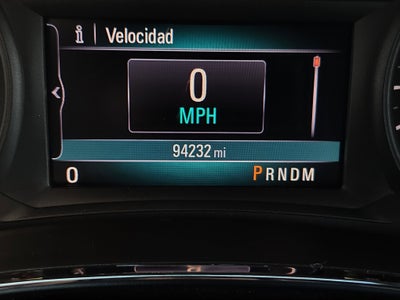 i Velocidad
0
MPH
94232 mi
0 PRNDM